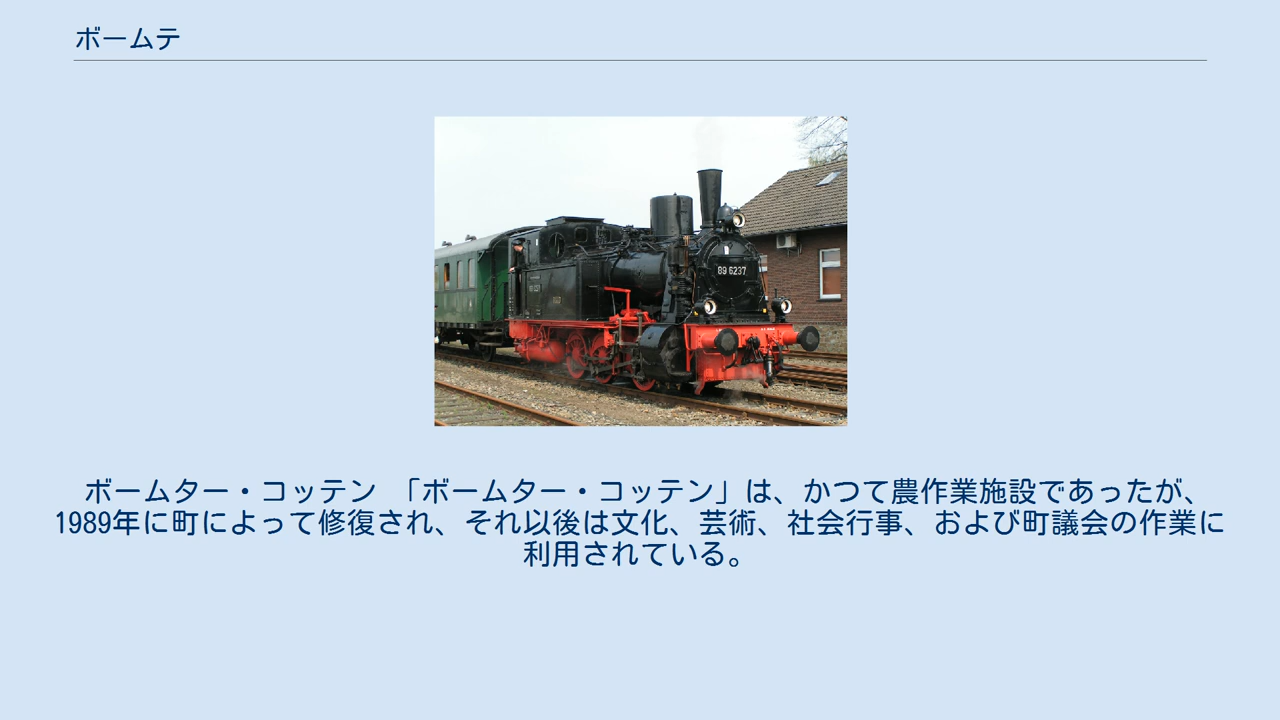 ボームテ
89 6237
ボームター・コッテン 「ボームター・コッテン」は、かつて農作業施設であったが、
1989年に町によって修復され、それ以後は文化、芸術、社会行事、および町議会の作業に
利用されている。